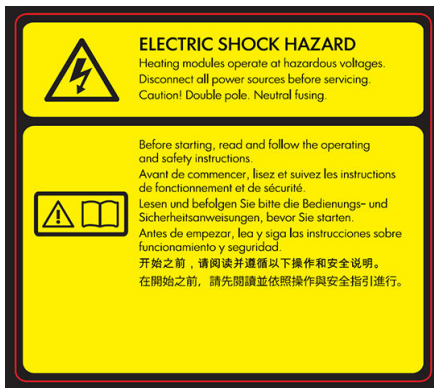 ELECTRIC SHOCK HAZARD
Heating modules operate at hazardous voltages.
Disconnect all power sources before servicing.
Caution! Double pole. Neutral fusing.
Before starting, read and follow the operating
and safety instructions.
Avant de commencer, lisez et suivez les instructions
de fonctionnement et de sécurité.
Lesen und befolgen Sie bitte die Bedienungs- und
Sicherheitsanweisungen, bevor Sie starten.
Antes de empezar, lea y siga las instrucciones sobre
funcionamiento y seguridad.
开始之前，请阅读并遵循以下操作和安全说明。
在開始之前，請先閱讀並依照操作與安全指引進行。